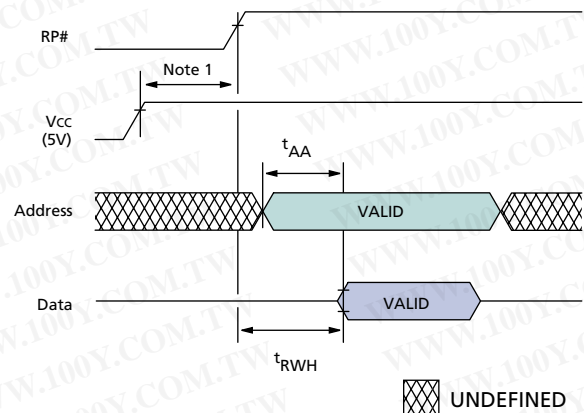 RP#
Note 1
Vcc
(5V)
tAA
Address
VALID
Data
VALID
tRWH
UNDEFINED
WWW.100Y.COM.TW